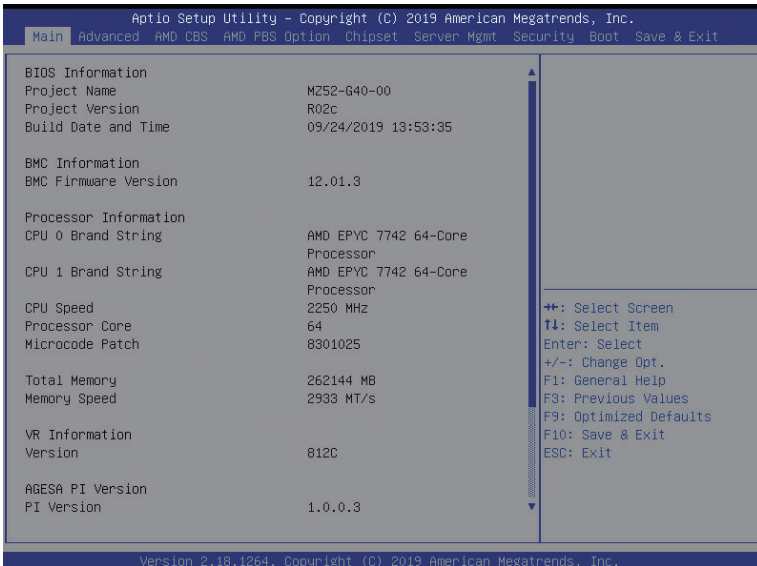 Aptio Setup Utility – Copyright (C) 2019 American Megatrends, Inc.
Main Advanced AMD CBS AMD PBS Option Chipset Server Mgmt Security Boot Save & Exit
BIOS Information
Project Name MZ52-G40-00
Project Version R02c
Build Date and Time 09/24/2019 13:53:35
BMC Information
BMC Firmware Version 12.01.3
Processor Information
CPU 0 Brand String AMD EPYC 7742 64-Core
Processor
CPU 1 Brand String AMD EPYC 7742 64-Core
Processor
CPU Speed 2250 MHz
Processor Core 64
Microcode Patch 8301025
Total Memory 262144 MB
Memory Speed 2933 MT/s
VR Information
Version 812C
AGESA PI Version
PI Version 1.0.0.3
→←: Select Screen
↑↓: Select Item
Enter: Select
+/-: Change Opt.
F1: General Help
F3: Previous Values
F9: Optimized Defaults
F10: Save & Exit
ESC: Exit
Version 2.18.1264. Copyright (C) 2019 American Megatrends, Inc.